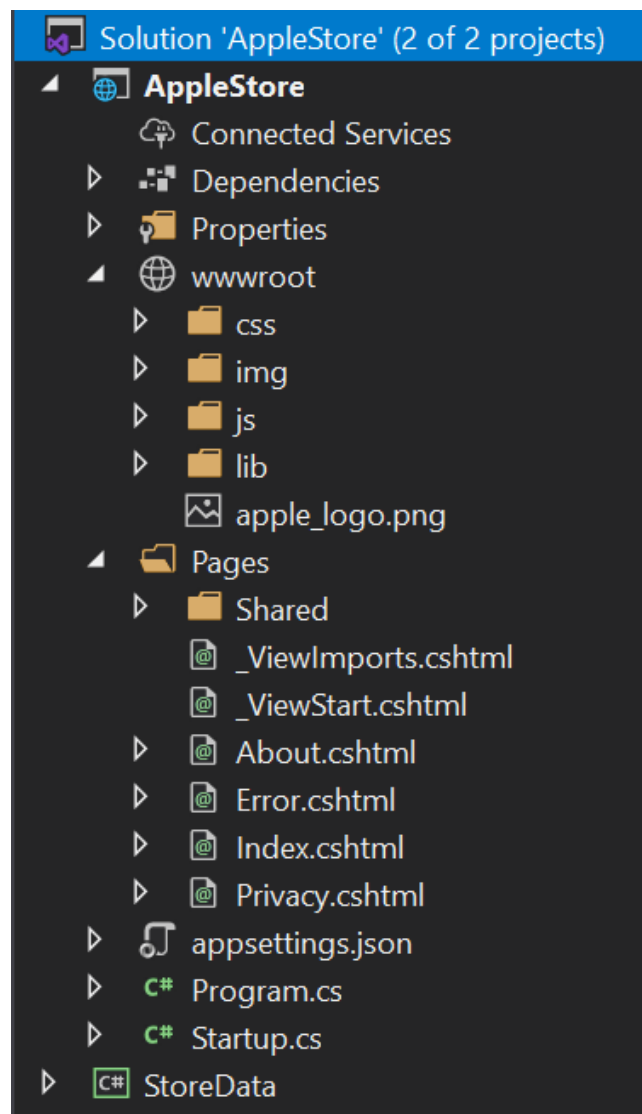 Solution 'AppleStore' (2 of 2 projects)
AppleStore
Connected Services
Dependencies
Properties
wwwroot
css
img
js
lib
apple_logo.png
Pages
Shared
@ _ViewImports.cshtml
@ _ViewStart.cshtml
@ About.cshtml
@ Error.cshtml
@ Index.cshtml
@ Privacy.cshtml
appsettings.json
C# Program.cs
C# Startup.cs
C# StoreData